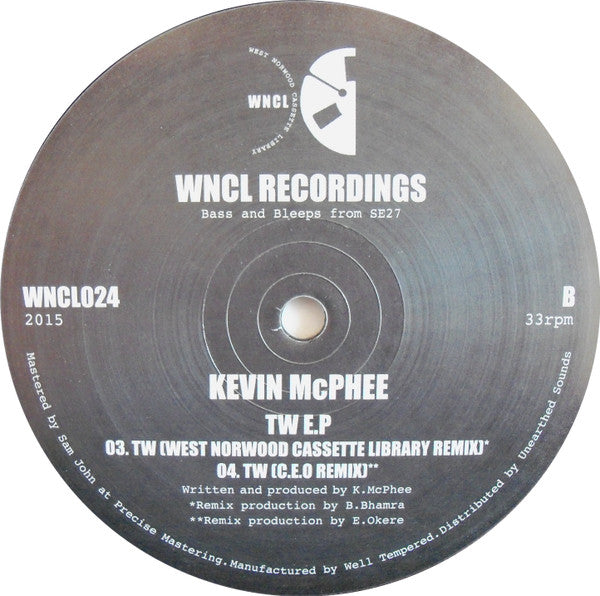 WEST NORWOOD CASSETTE LIBRARY
WNCL
WNCL RECORDINGS
Bass and Bleeps from SE27
WNCL024
B
2015
33rpm
KEVIN McPHEE
TW E.P
03. TW (WEST NORWOOD CASSETTE LIBRARY REMIX)*
04. TW (C.E.O REMIX)**
Written and produced by K.McPhee
*Remix production by B.Bhamra
**Remix production by E.Okere
Mastered by Sam John at Precise Mastering.Manufactured by Well Tempered.Distributed by Unearthed Sounds